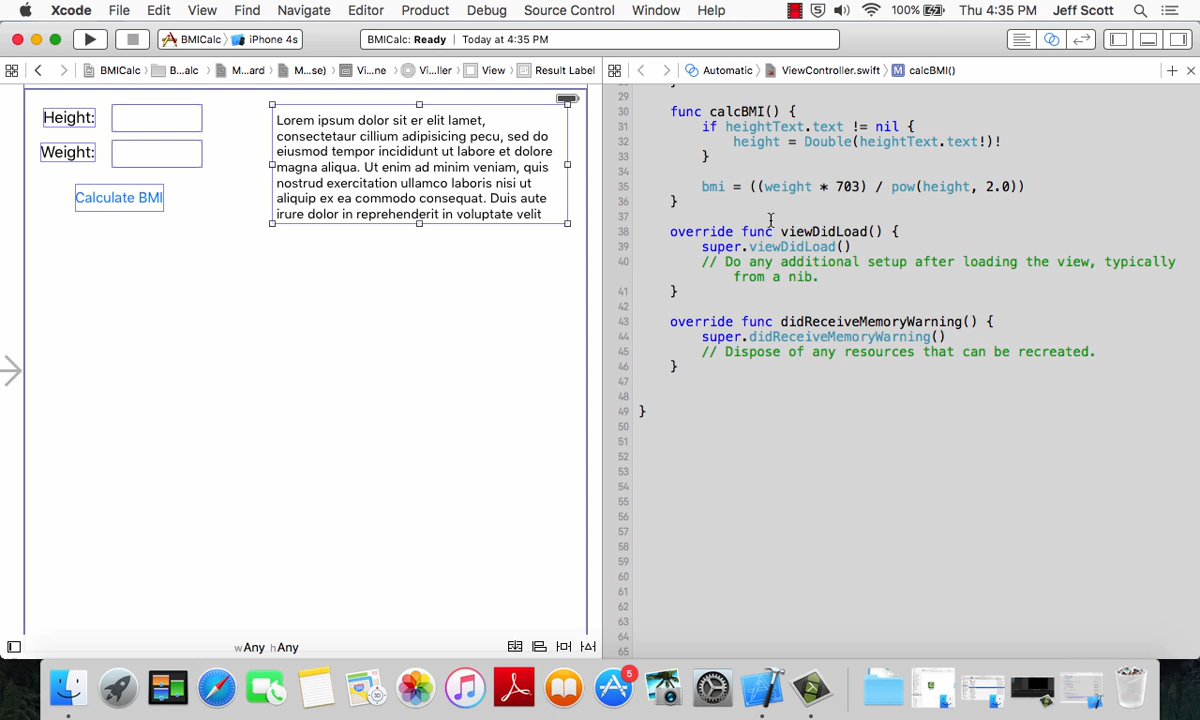 Xcode File Edit View Find Navigate Editor Product Debug Source Control Window Help 100% Thu 4:35 PM Jeff Scott
BMICalc iPhone 4s BMICalc: Ready Today at 4:35 PM
BMICalc B...alc M...ard M...se) Vi...ne Vi...ller View Result Label Automatic ViewController.swift M calcBMI()
Height:
Weight:
Calculate BMI
Lorem ipsum dolor sit er elit lamet,
consectetaur cillium adipisicing pecu, sed do
eiusmod tempor incididunt ut labore et dolore
magna aliqua. Ut enim ad minim veniam, quis
nostrud exercitation ullamco laboris nisi ut
aliquip ex ea commodo consequat. Duis aute
irure dolor in reprehenderit in voluptate velit
wAny hAny
29
30 func calcBMI() {
31 if heightText.text != nil {
32 height = Double(heightText.text!)!
33 }
34
35 bmi = ((weight * 703) / pow(height, 2.0))
36 }
37
38 override func viewDidLoad() {
39 super.viewDidLoad()
40 // Do any additional setup after loading the view, typically
from a nib.
41 }
42
43 override func didReceiveMemoryWarning() {
44 super.didReceiveMemoryWarning()
45 // Dispose of any resources that can be recreated.
46 }
47
48
49 }
50
51
52
53
54
55
56
57
58
59
60
61
62
63
64
65
5